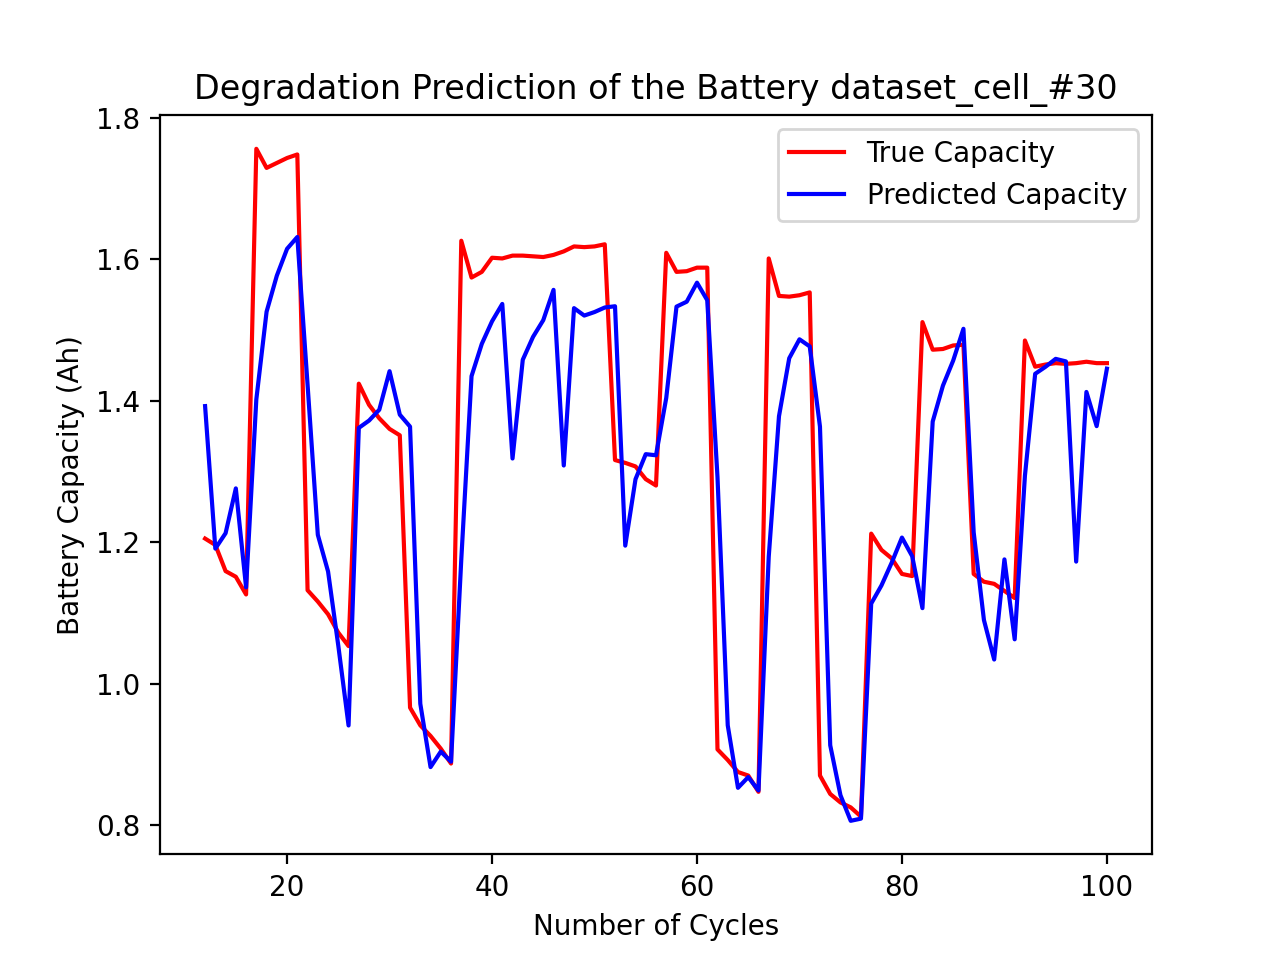 Degradation Prediction of the Battery dataset_cell_#30
True Capacity
Predicted Capacity
Battery Capacity (Ah)
1.8
1.6
1.4
1.2
1.0
0.8
20 40 60 80 100
Number of Cycles